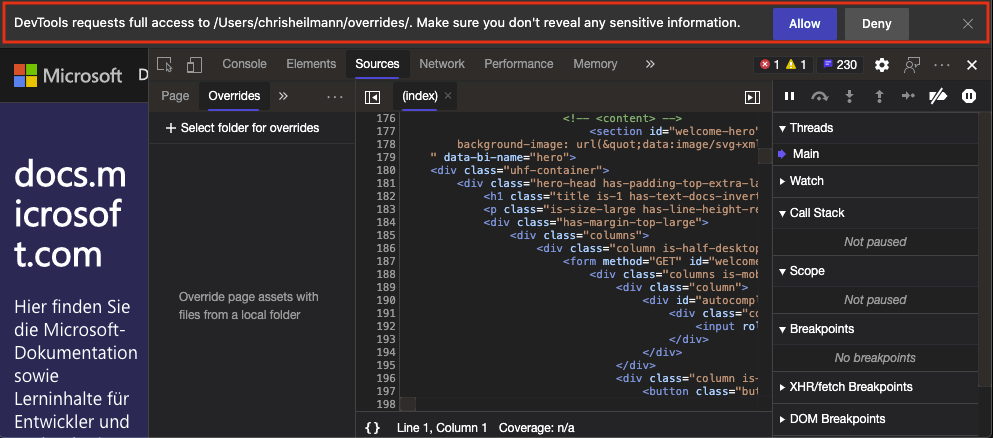 DevTools requests full access to /Users/chrisheilmann/overrides/. Make sure you don't reveal any sensitive information.
Allow
Deny
Microsoft
D
docs.m
icrosof
t.com
Hier finden Sie
die Microsoft-
Dokumentation
sowie
Lerninhalte für
Entwickler und
Console Elements Sources Network Performance Memory » 1 1 230
Page Overrides »
+ Select folder for overrides
Override page assets with
files from a local folder
(index) ×
176 <!-- <content> -->
177 <section id="welcome-hero"
178 background-image: url(&quot;data:image/svg+xml
179 " data-bi-name="hero">
180 <div class="uhf-container">
181 <div class="hero-head has-padding-top-extra-la
182 <h1 class="title is-1 has-text-docs-invert
183 <p class="is-size-large has-line-height-re
184 <div class="has-margin-top-large">
185 <div class="columns">
186 <div class="column is-half-desktop
187 <form method="GET" id="welcome
188 <div class="columns is-mob
189 <div class="column">
190 <div id="autocompl
191 <div class="co
192 <input rol
193 </div>
194 </div>
195 </div>
196 <div class="column is-
197 <button class="but
198
{} Line 1, Column 1 Coverage: n/a
Threads
Main
Watch
Call Stack
Not paused
Scope
Not paused
Breakpoints
No breakpoints
XHR/fetch Breakpoints
DOM Breakpoints